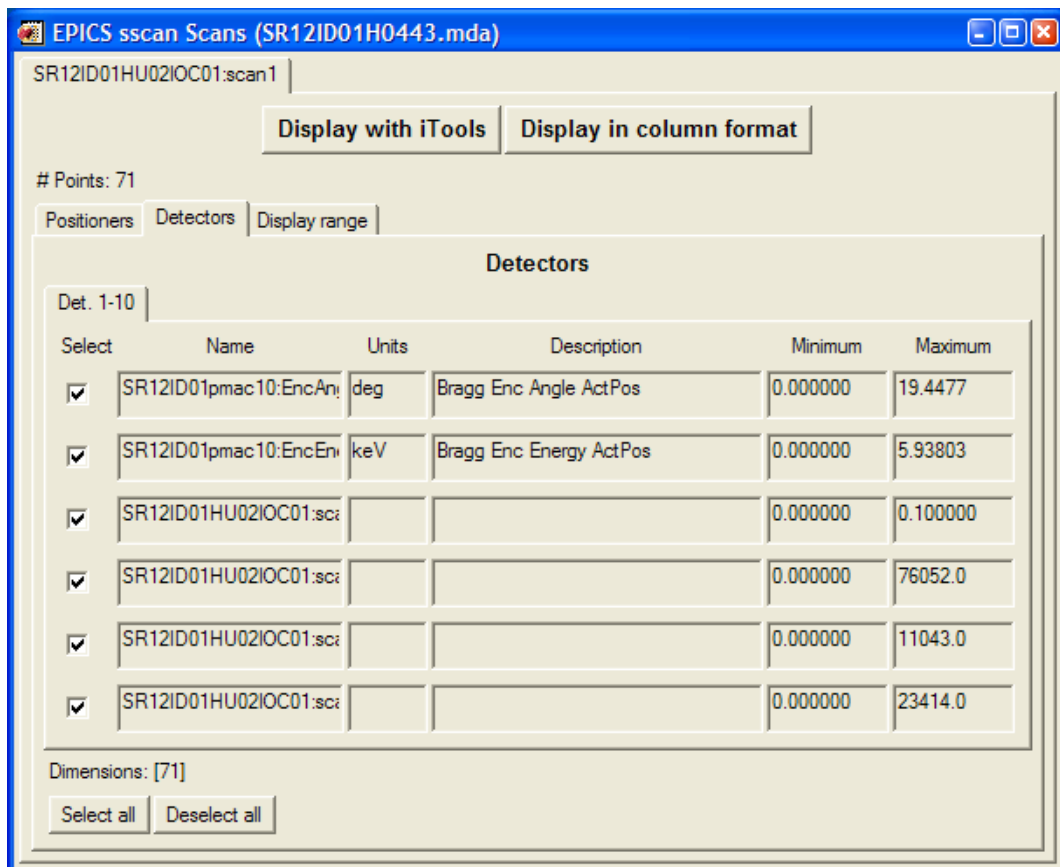 EPICS sscan Scans (SR12ID01H0443.mda)
SR12ID01HU02IOC01:scan1
Display with iTools Display in column format
# Points: 71
Positioners Detectors Display range
Detectors
Det. 1-10
Select Name Units Description Minimum Maximum
SR12ID01pmac10:EncAn deg Bragg Enc Angle ActPos 0.000000 19.4477
SR12ID01pmac10:EncEn keV Bragg Enc Energy ActPos 0.000000 5.93803
SR12ID01HU02IOC01:sca 0.000000 0.100000
SR12ID01HU02IOC01:sca 0.000000 76052.0
SR12ID01HU02IOC01:sca 0.000000 11043.0
SR12ID01HU02IOC01:sca 0.000000 23414.0
Dimensions: [71]
Select all Deselect all